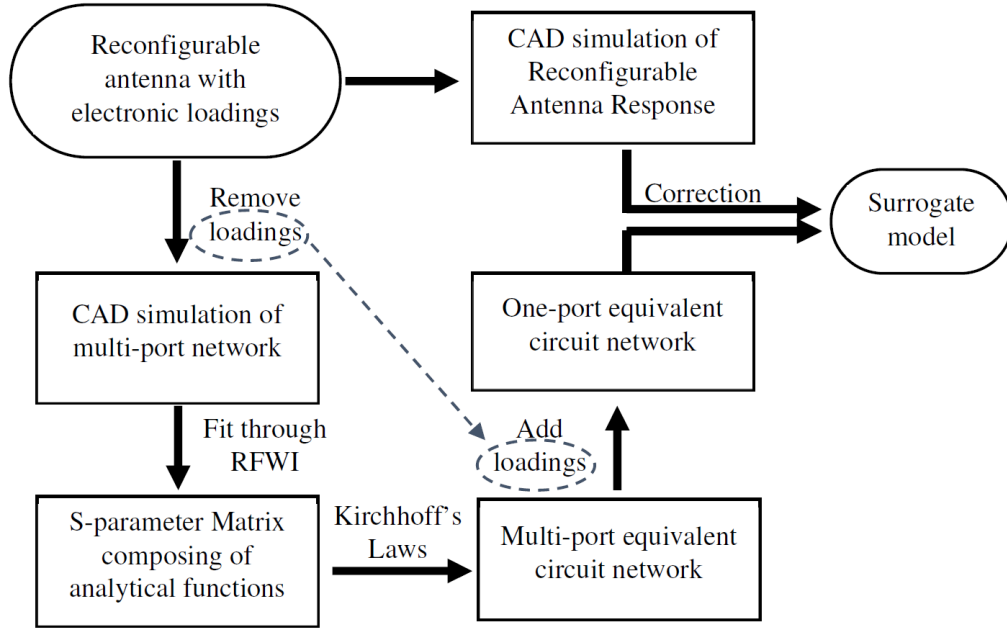 Reconfigurable
antenna with
electronic loadings
CAD simulation of
Reconfigurable
Antenna Response
Remove
loadings
Correction
Surrogate
model
CAD simulation of
multi-port network
One-port equivalent
circuit network
Fit through
RFWI
Add
loadings
S-parameter Matrix
composing of
analytical functions
Kirchhoff's
Laws
Multi-port equivalent
circuit network